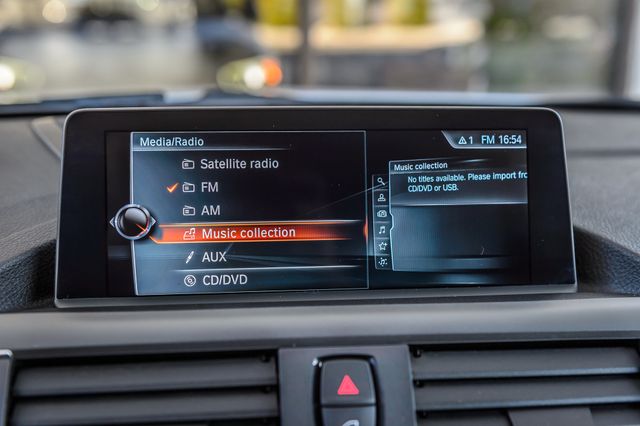 Media/Radio
1 FM 16:54
Satellite radio
FM
AM
Music collection
AUX
CD/DVD
Music collection
No titles available. Please import fro
CD/DVD or USB.